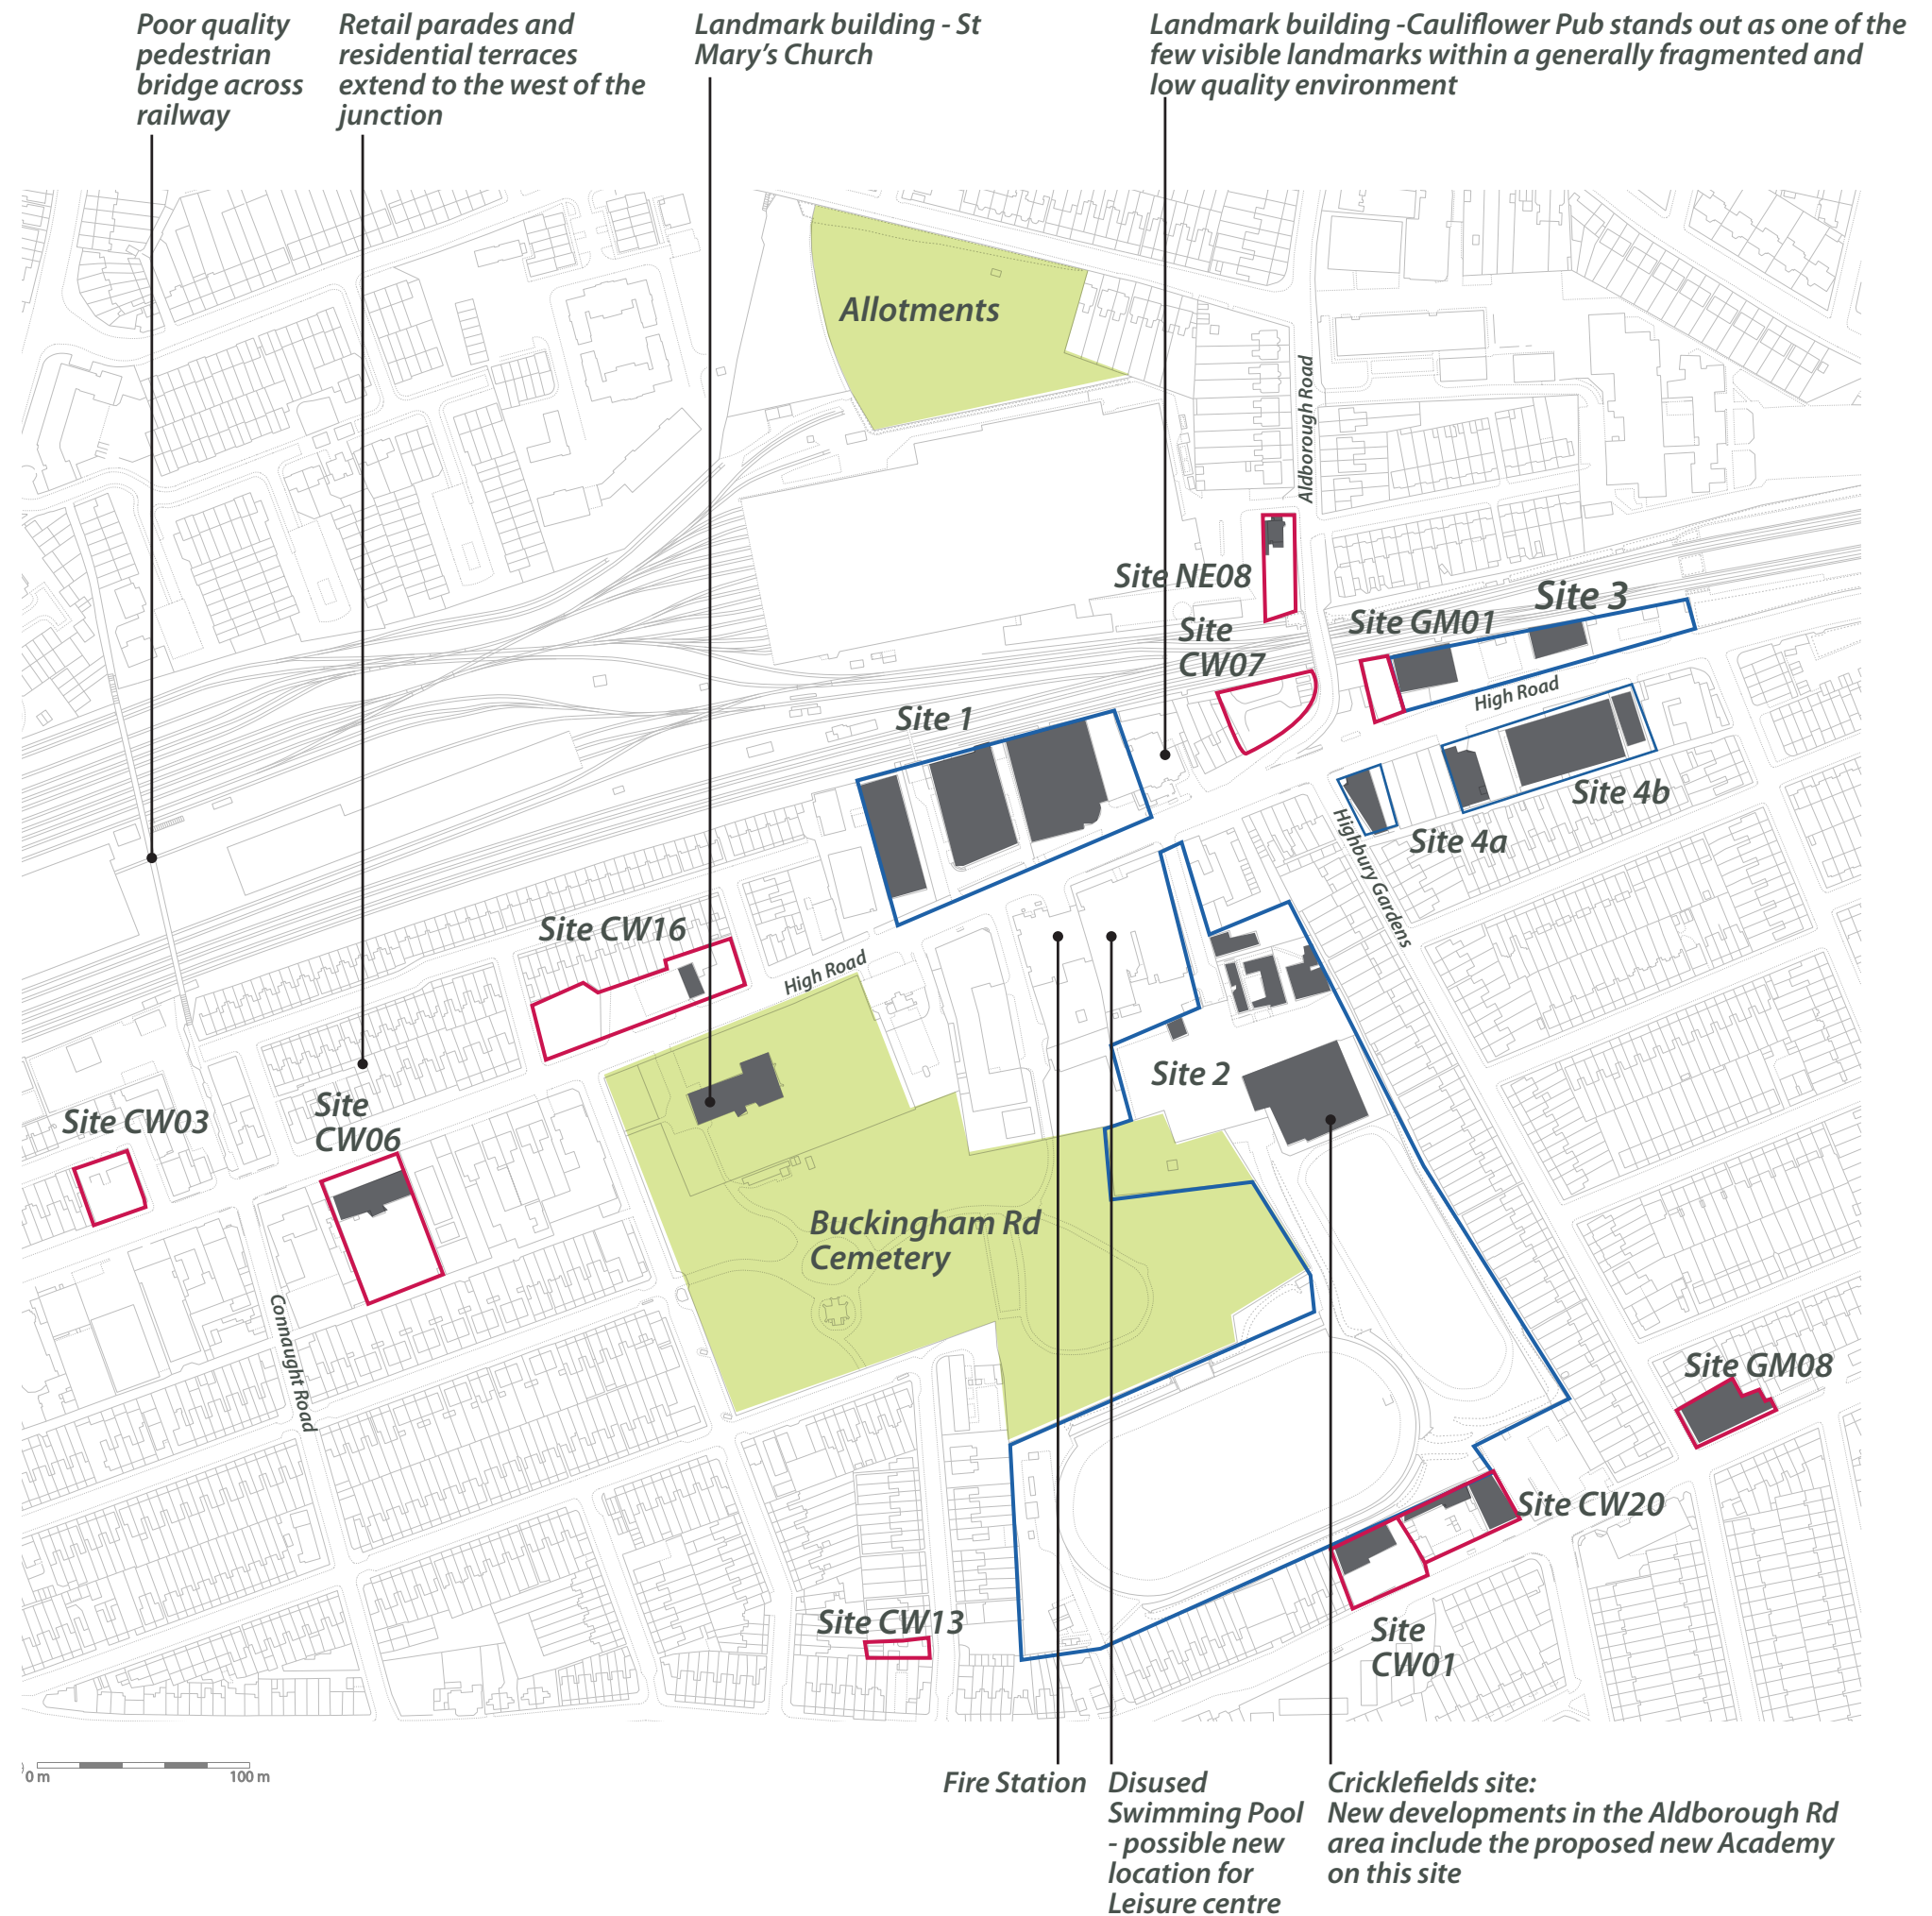 Poor quality
pedestrian
bridge across
railway
Retail parades and
residential terraces
extend to the west of the
junction
Landmark building - St
Mary’s Church
Landmark building -Cauliflower Pub stands out as one of the
few visible landmarks within a generally fragmented and
low quality environment
Allotments
Aldborough Road
Site NE08
Site
CW07
Site GM01
Site 3
High Road
Site 1
Site 4b
Site 4a
Highbury Gardens
Site CW16
High Road
Site 2
Site CW03
Site
CW06
Buckingham Rd
Cemetery
Connaught Road
Site GM08
Site CW20
Site CW13
Site
CW01
0 m
100 m
Fire Station
Disused
Swimming Pool
- possible new
location for
Leisure centre
Cricklefields site:
New developments in the Aldborough Rd
area include the proposed new Academy
on this site